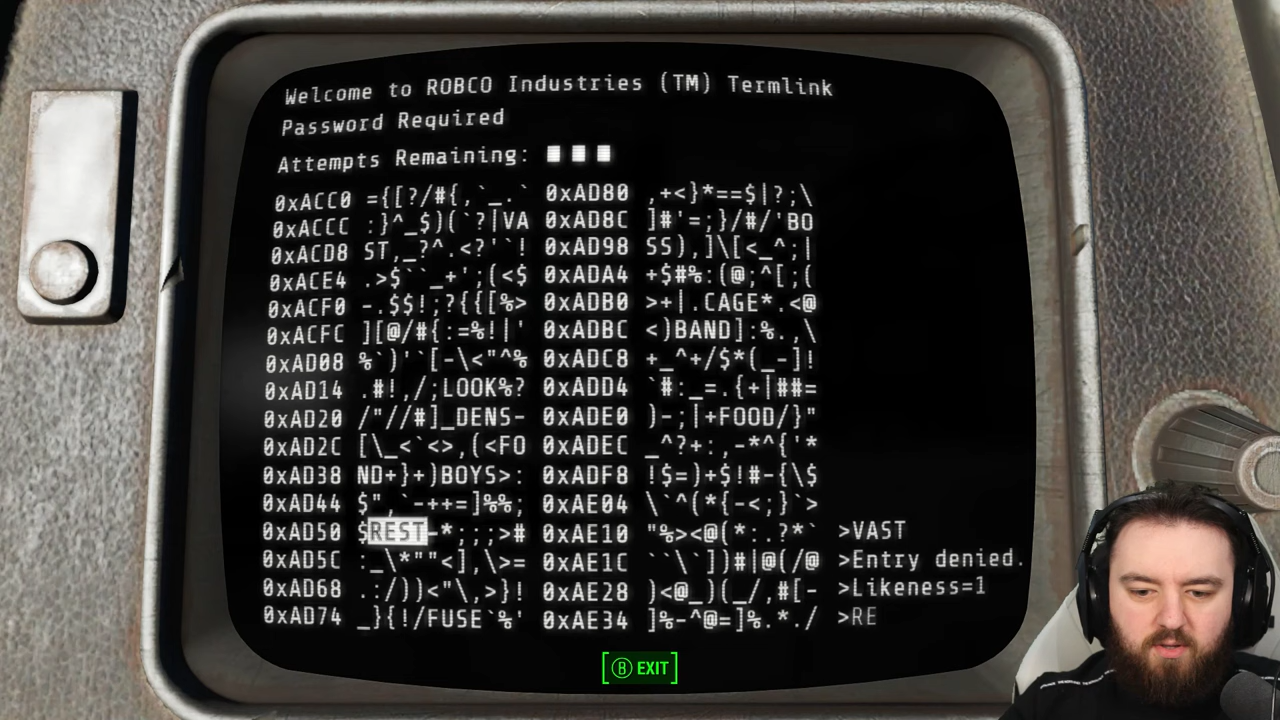 Welcome to ROBCO Industries (TM) Termlink
Password Required
Attempts Remaining: ■ ■ ■
0xACC0 ={[?/#{,`_.` 0xAD80 ,+<}*==$|?;\
0xACCC :}^_$)(`?|VA 0xAD8C ]#'=;}/#/'BO
0xACD8 ST,_?^.<?'`! 0xAD98 SS),]\[<_^;|
0xACE4 .>$``_+';(<$ 0xADA4 +$#%:(@;^[;(
0xACF0 -.$$!;?{{[%> 0xADB0 >+|.CAGE*.<@
0xACFC ][@/#{:=%!|' 0xADBC <)BAND]:%.,\
0xAD08 %`)'`[-\<"^% 0xADC8 +_^+/$*(_-]!
0xAD14 .#!,/;LOOK%? 0xADD4 `#:_=.{+|##=
0xAD20 /"//#]_DENS- 0xADE0 )-;|+FOOD/}"
0xAD2C [\_<`<>,(<FO 0xADEC _^?+:,-*^{'*
0xAD38 ND+}+)BOYS>: 0xADF8 !$=)+$!#-{\$
0xAD44 $",`-++=]%%; 0xAE04 \`^(*{-<;}`>
0xAD50 $REST-*:;;># 0xAE10 "%><@(*:.?*` >VAST
0xAD5C :_\*""<],\>= 0xAE1C ``\`])#|@(/@ >Entry denied.
0xAD68 .:/))<"\,>}! 0xAE28 )<@_)(_/,#[- >Likeness=1
0xAD74 _}{!/FUSE`%' 0xAE34 ]%-^@=]%.*./ >RE
Ⓑ EXIT